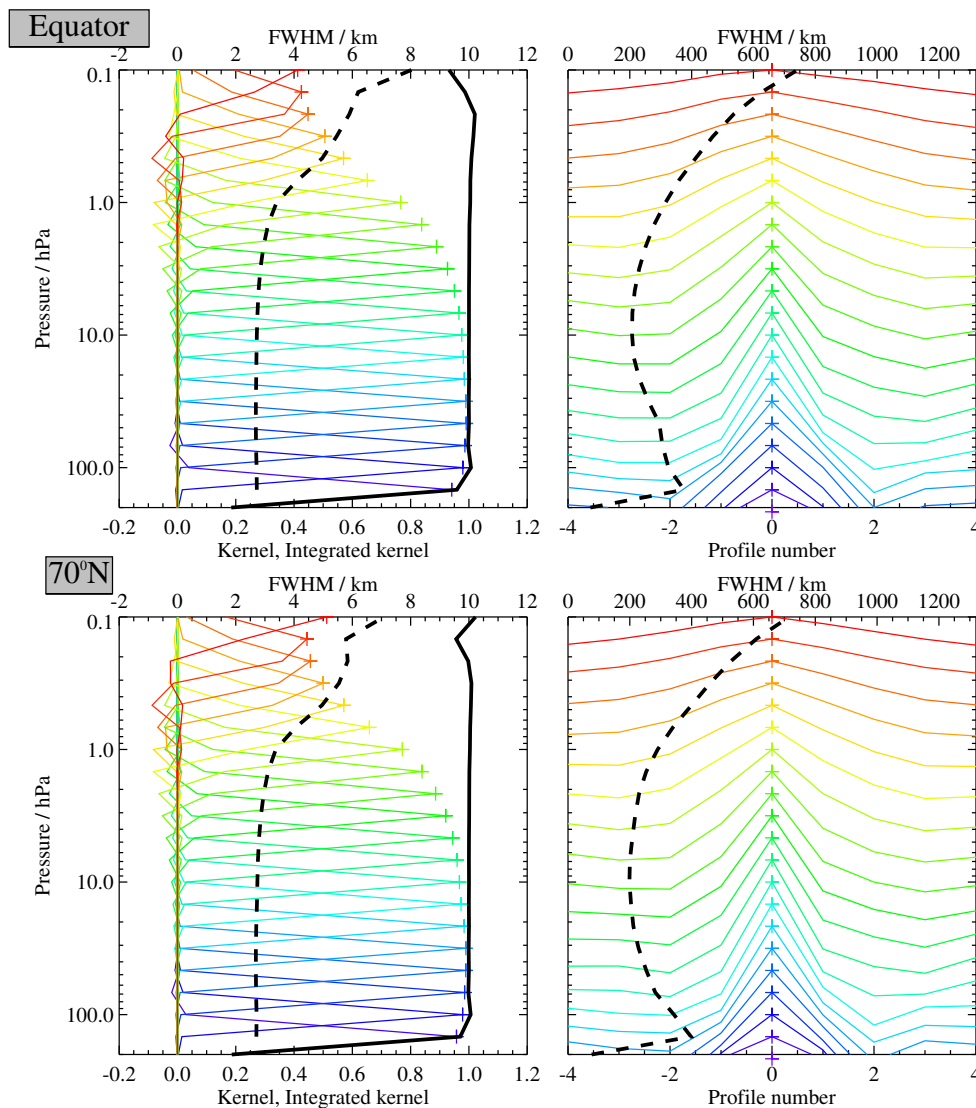 Equator
FWHM / km
FWHM / km
-2 0 2 4 6 8 10 12
0 200 400 600 800 1000 1200
0.1
1.0
10.0
100.0
Pressure / hPa
-0.2 0.0 0.2 0.4 0.6 0.8 1.0 1.2
-4 -2 0 2 4
Kernel, Integrated kernel
Profile number
70⁰N
FWHM / km
FWHM / km
-2 0 2 4 6 8 10 12
0 200 400 600 800 1000 1200
0.1
1.0
10.0
100.0
Pressure / hPa
-0.2 0.0 0.2 0.4 0.6 0.8 1.0 1.2
-4 -2 0 2 4
Kernel, Integrated kernel
Profile number